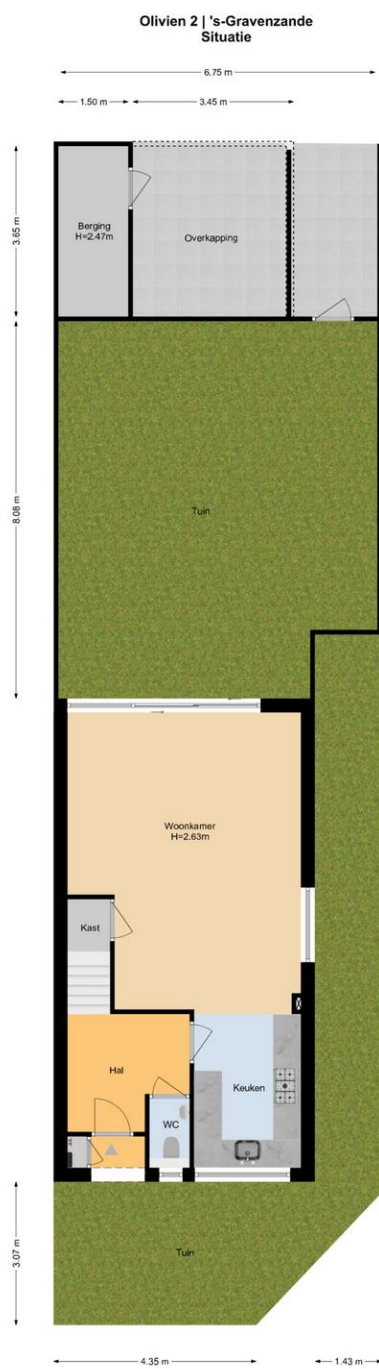 Olivien 2 | 's-Gravenzande
Situatie
6.75 m
1.50 m
3.45 m
3.65 m
Berging
H=2.47m
Overkapping
8.08 m
Tuin
Woonkamer
H=2.63m
Kast
Hal
Keuken
WC
3.07 m
Tuin
4.35 m
1.43 m